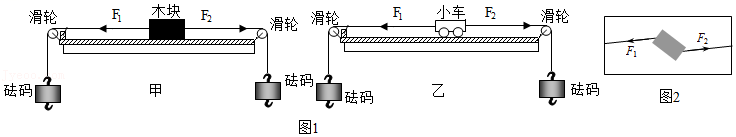 滑轮 F₁ 木块 F₂ 滑轮
砝码 甲 砝码
滑轮 F₁ 小车 F₂ 滑轮
砝码 乙 砝码
图1
F₁ F₂
图2